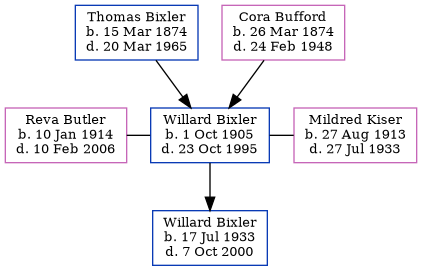 Thomas Bixler
b. 15 Mar 1874
d. 20 Mar 1965
Cora Bufford
b. 26 Mar 1874
d. 24 Feb 1948
Reva Butler
b. 10 Jan 1914
d. 10 Feb 2006
Willard Bixler
b. 1 Oct 1905
d. 23 Oct 1995
Mildred Kiser
b. 27 Aug 1913
d. 27 Jul 1933
Willard Bixler
b. 17 Jul 1933
d. 7 Oct 2000